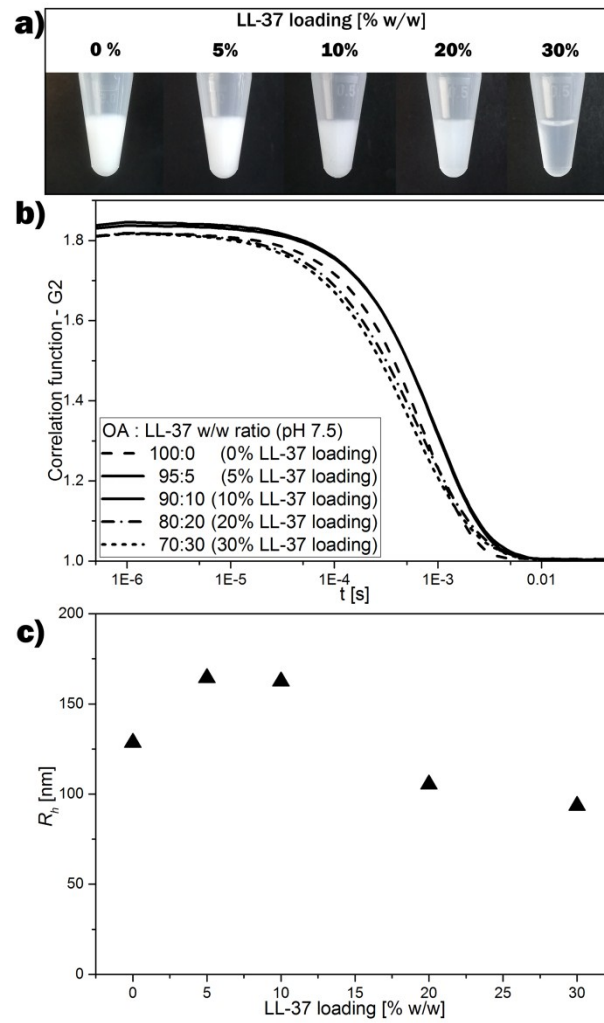 a)
LL-37 loading [% w/w]
0 % 5% 10% 20% 30%
b)
Correlation function - G2
1.8
1.6
1.4
1.2
1.0
OA : LL-37 w/w ratio (pH 7.5)
100:0 (0% LL-37 loading)
95:5 (5% LL-37 loading)
90:10 (10% LL-37 loading)
80:20 (20% LL-37 loading)
70:30 (30% LL-37 loading)
1E-6 1E-5 1E-4 1E-3 0.01
t [s]
c)
R_h [nm]
200
150
100
50
0
0 5 10 20 30
LL-37 loading [% w/w]